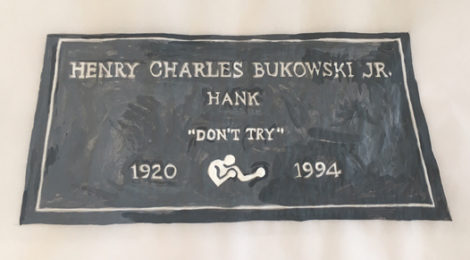 HENRY CHARLES BUKOWSKI JR.
HANK
"DON'T TRY"
1920 1994